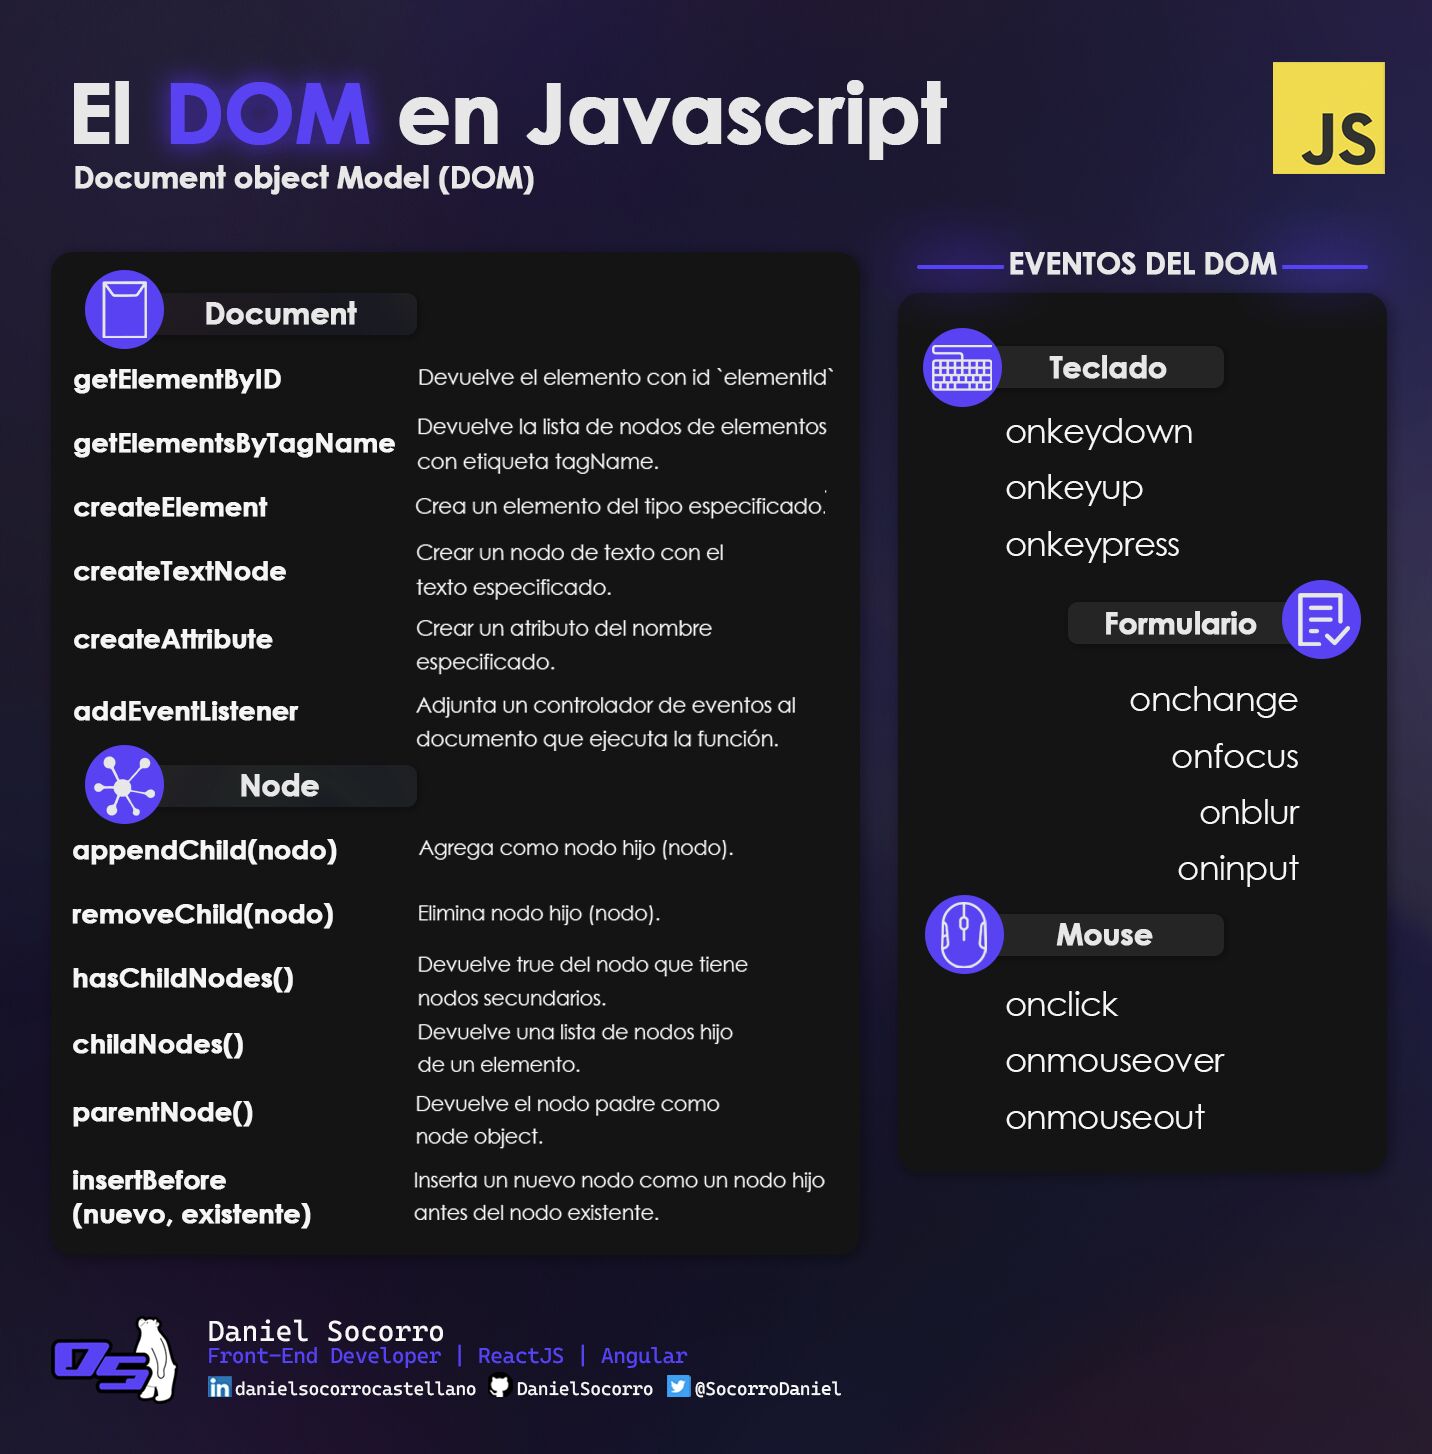 El DOM en Javascript
Document object Model (DOM)
JS
Document
getElementByID
Devuelve el elemento con id `elementId`
getElementsByTagName
Devuelve la lista de nodos de elementos
con etiqueta tagName.
createElement
Crea un elemento del tipo especificado.
createTextNode
Crear un nodo de texto con el
texto especificado.
createAttribute
Crear un atributo del nombre
especificado.
addEventListener
Adjunta un controlador de eventos al
documento que ejecuta la función.
Node
appendChild(nodo)
Agrega como nodo hijo (nodo).
removeChild(nodo)
Elimina nodo hijo (nodo).
hasChildNodes()
Devuelve true del nodo que tiene
nodos secundarios.
childNodes()
Devuelve una lista de nodos hijo
de un elemento.
parentNode()
Devuelve el nodo padre como
node object.
insertBefore
(nuevo, existente)
Inserta un nuevo nodo como un nodo hijo
antes del nodo existente.
EVENTOS DEL DOM
Teclado
onkeydown
onkeyup
onkeypress
Formulario
onchange
onfocus
onblur
oninput
Mouse
onclick
onmouseover
onmouseout
DS
Daniel Socorro
Front-End Developer | ReactJS | Angular
in danielsocorrocastellano DanielSocorro @SocorroDaniel